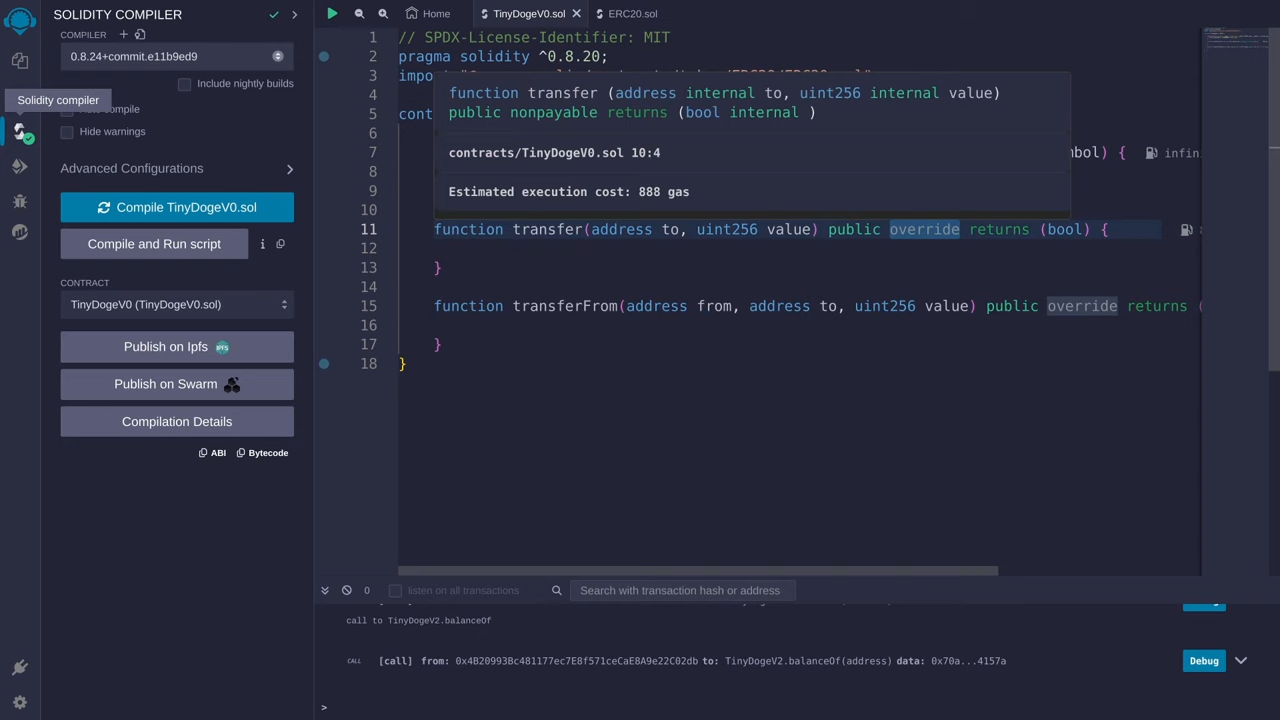 SOLIDITY COMPILER
COMPILER
0.8.24+commit.e11b9ed9
Include nightly builds
Solidity compiler
compile
Hide warnings
Advanced Configurations
Compile TinyDogeV0.sol
Compile and Run script
CONTRACT
TinyDogeV0 (TinyDogeV0.sol)
Publish on Ipfs
IPFS
Publish on Swarm
Compilation Details
ABI
Bytecode
Home
TinyDogeV0.sol
ERC20.sol
1 // SPDX-License-Identifier: MIT
2 pragma solidity ^0.8.20;
3
4
5 cont
6
7 mbol) { infini
8
9
10
11 function transfer(address to, uint256 value) public override returns (bool) {
12
13 }
14
15 function transferFrom(address from, address to, uint256 value) public override returns (
16
17 }
18 }
function transfer (address internal to, uint256 internal value)
public nonpayable returns (bool internal )
contracts/TinyDogeV0.sol 10:4
Estimated execution cost: 888 gas
0
listen on all transactions
Search with transaction hash or address
call to TinyDogeV2.balanceOf
CALL [call] from: 0x4B20993Bc481177ec7E8f571ceCaE8A9e22C02db to: TinyDogeV2.balanceOf(address) data: 0x70a...4157a
Debug
>